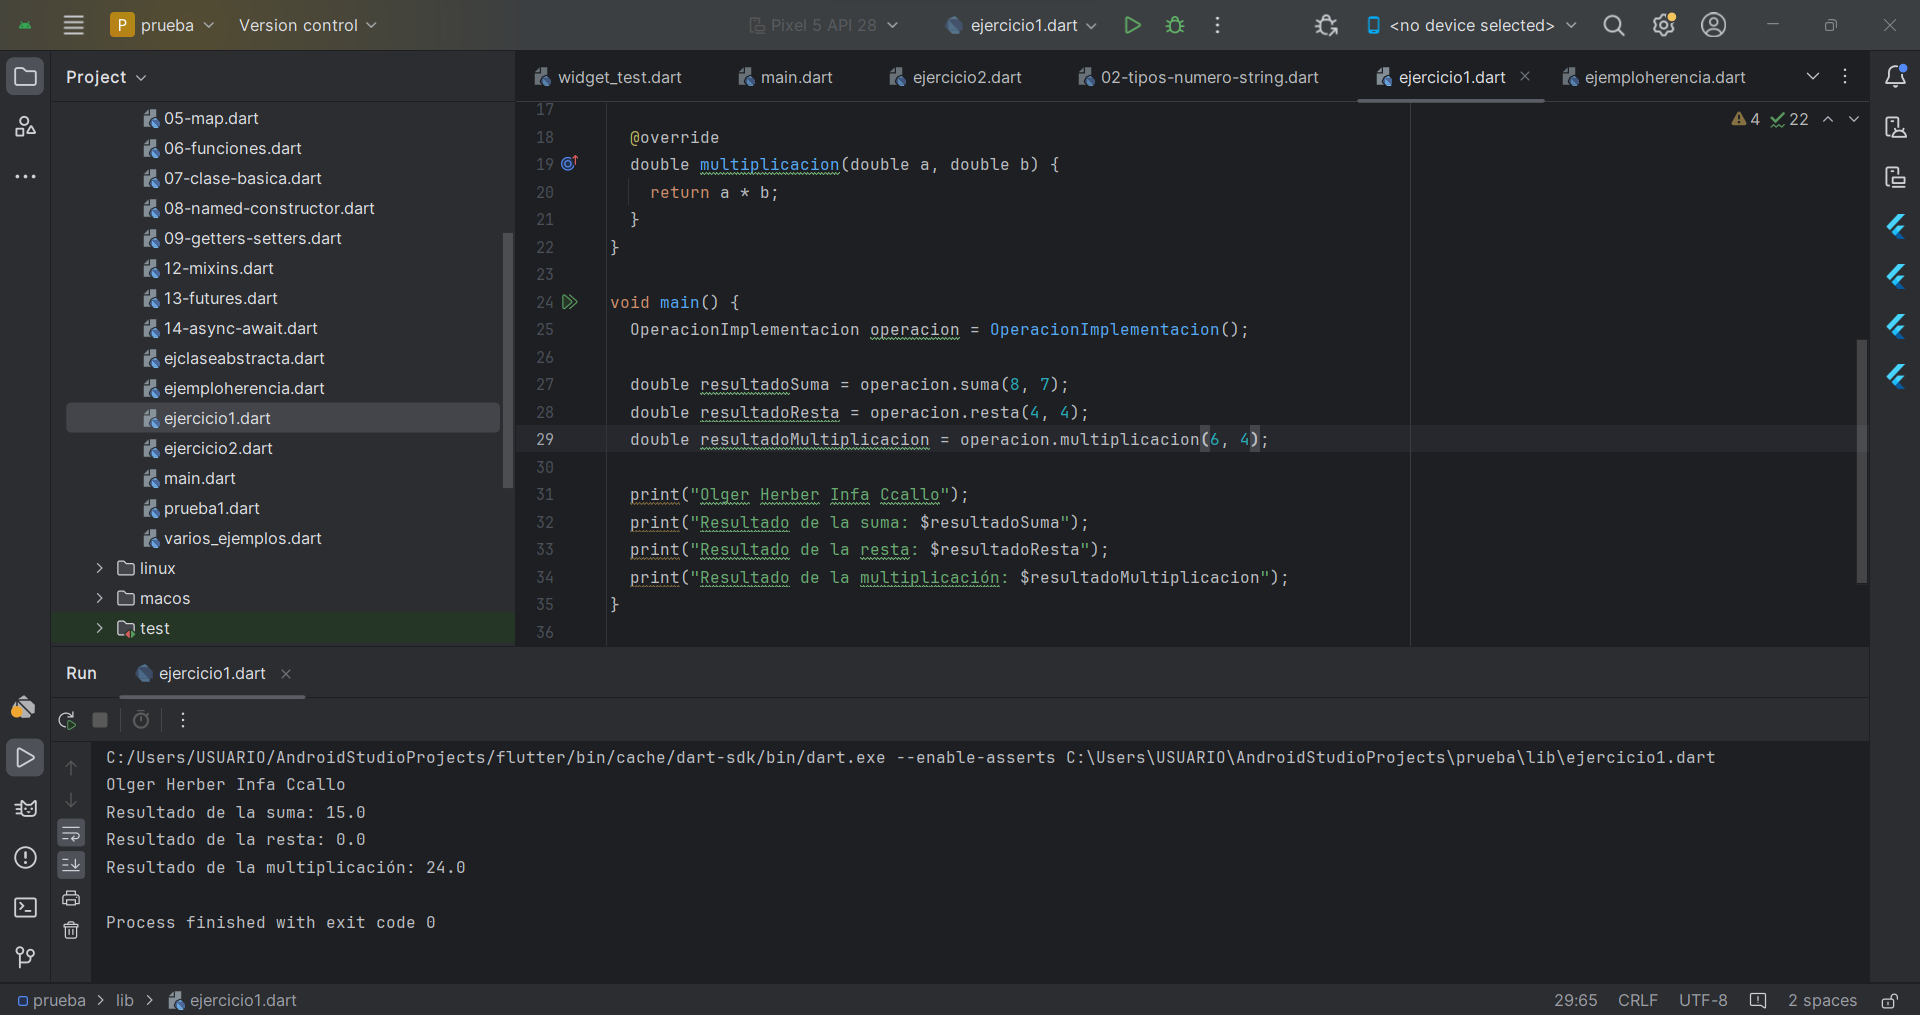 P prueba Version control Pixel 5 API 28 ejercicio1.dart <no device selected>
Project
widget_test.dart main.dart ejercicio2.dart 02-tipos-numero-string.dart ejercicio1.dart ejemploherencia.dart
05-map.dart
06-funciones.dart
07-clase-basica.dart
08-named-constructor.dart
09-getters-setters.dart
12-mixins.dart
13-futures.dart
14-async-await.dart
ejclaseabstracta.dart
ejemploherencia.dart
ejercicio1.dart
ejercicio2.dart
main.dart
prueba1.dart
varios_ejemplos.dart
linux
macos
test
4 22
17
18 @override
19 double multiplicacion(double a, double b) {
20 return a * b;
21 }
22 }
23
24 void main() {
25 OperacionImplementacion operacion = OperacionImplementacion();
26
27 double resultadoSuma = operacion.suma(8, 7);
28 double resultadoResta = operacion.resta(4, 4);
29 double resultadoMultiplicacion = operacion.multiplicacion(6, 4);
30
31 print("Olger Herber Infa Ccallo");
32 print("Resultado de la suma: $resultadoSuma");
33 print("Resultado de la resta: $resultadoResta");
34 print("Resultado de la multiplicación: $resultadoMultiplicacion");
35 }
36
Run ejercicio1.dart
C:/Users/USUARIO/AndroidStudioProjects/flutter/bin/cache/dart-sdk/bin/dart.exe --enable-asserts C:\Users\USUARIO\AndroidStudioProjects\prueba\lib\ejercicio1.dart
Olger Herber Infa Ccallo
Resultado de la suma: 15.0
Resultado de la resta: 0.0
Resultado de la multiplicación: 24.0
Process finished with exit code 0
prueba > lib > ejercicio1.dart
29:65 CRLF UTF-8 2 spaces